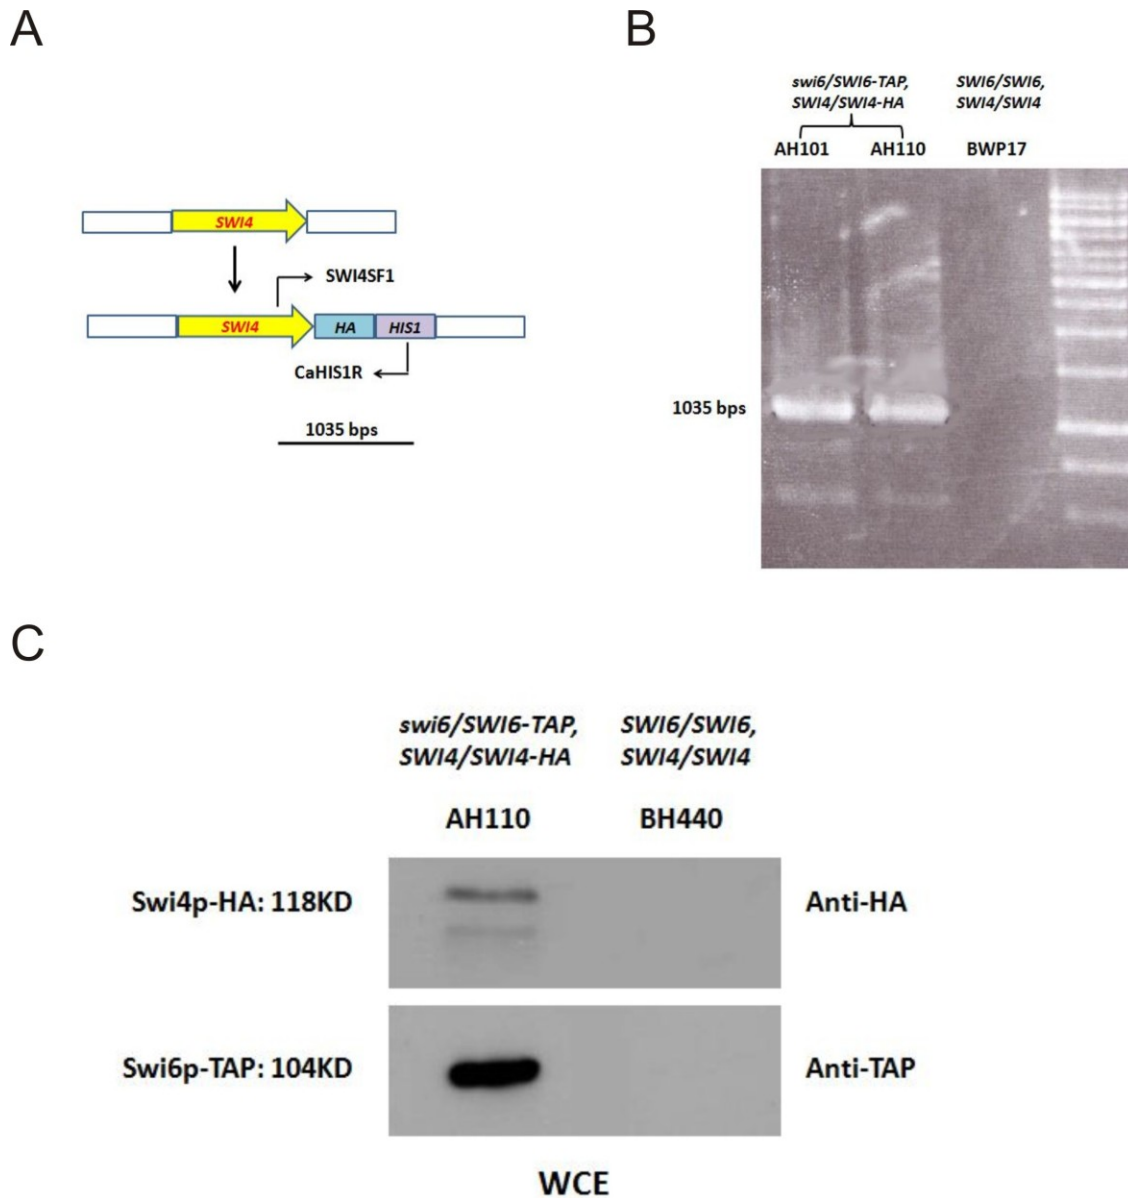 A
SWI4
SWI4SF1
SWI4 HA HIS1
CaHIS1R
1035 bps
B
swi6/SWI6-TAP, SWI6/SWI6,
SWI4/SWI4-HA SWI4/SWI4
AH101 AH110 BWP17
1035 bps
C
swi6/SWI6-TAP, SWI6/SWI6,
SWI4/SWI4-HA SWI4/SWI4
AH110 BH440
Swi4p-HA: 118KD Anti-HA
Swi6p-TAP: 104KD Anti-TAP
WCE